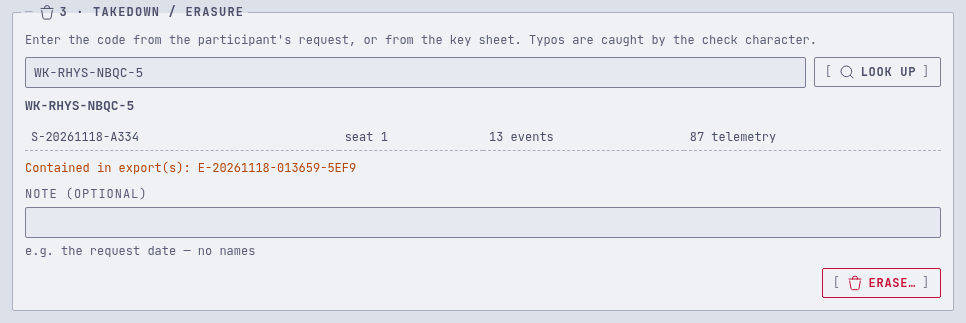 3 · TAKEDOWN / ERASURE
Enter the code from the participant's request, or from the key sheet. Typos are caught by the check character.
WK-RHYS-NBQC-5 [ LOOK UP ]
WK-RHYS-NBQC-5
S-20261118-A334 seat 1 13 events 87 telemetry
Contained in export(s): E-20261118-013659-5EF9
NOTE (OPTIONAL)
e.g. the request date — no names
[ ERASE… ]